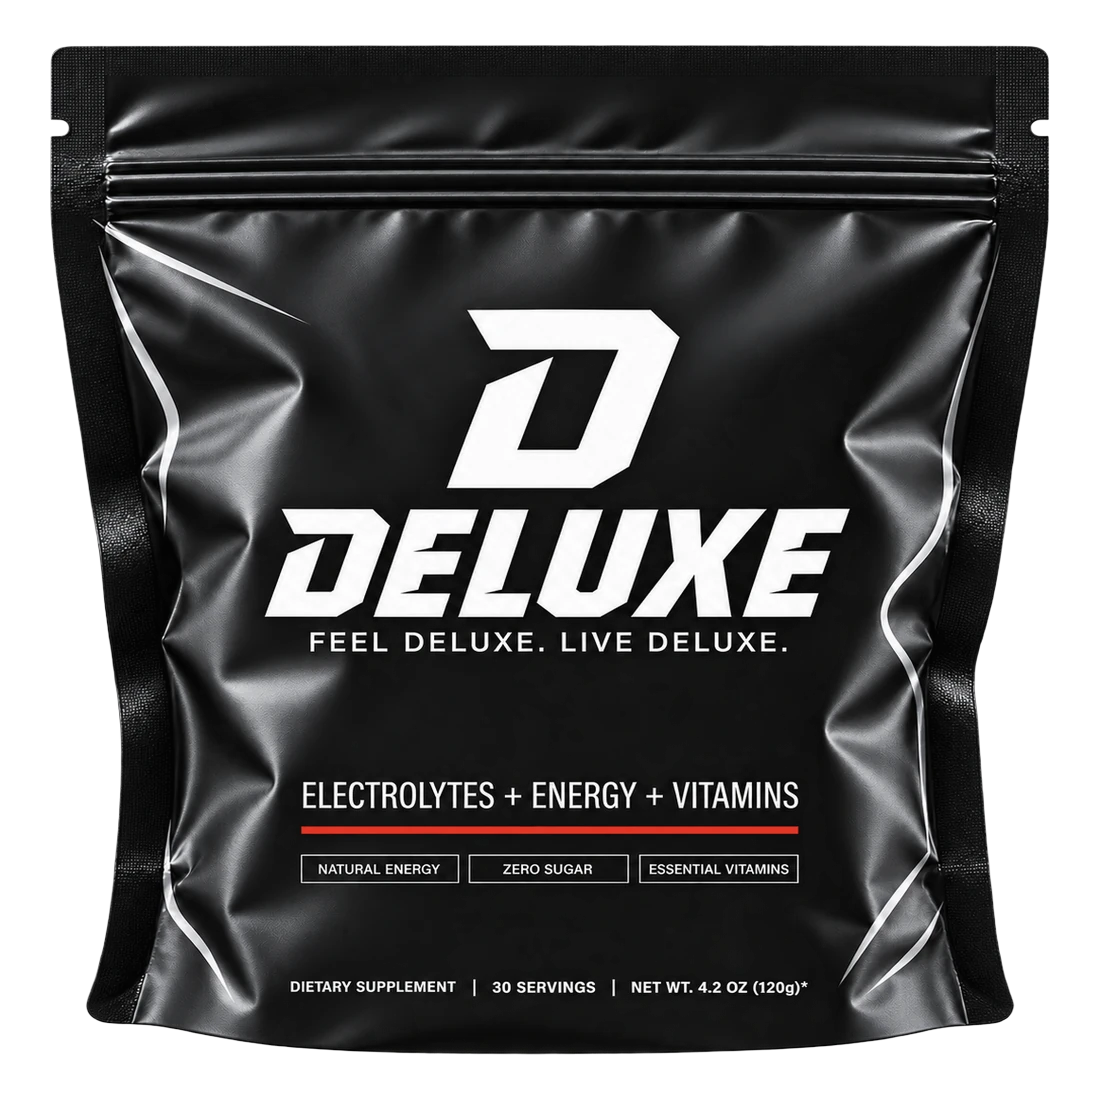 D
DELUXE
FEEL DELUXE. LIVE DELUXE.
ELECTROLYTES + ENERGY + VITAMINS
NATURAL ENERGY
ZERO SUGAR
ESSENTIAL VITAMINS
DIETARY SUPPLEMENT | 30 SERVINGS | NET WT. 4.2 OZ (120g)*